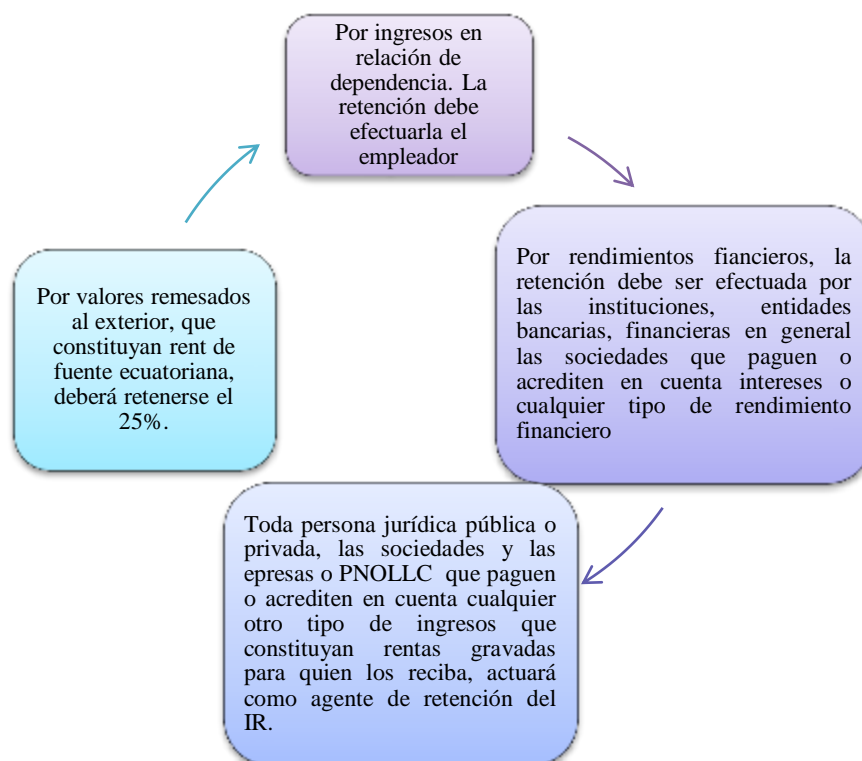 Por ingresos en
relación de
dependencia. La
retención debe
efectuarla el
empleador
Por rendimientos fiancieros, la
retención debe ser efectuada por
las instituciones, entidades
bancarias, financieras en general
las sociedades que paguen o
acrediten en cuenta intereses o
cualquier tipo de rendimiento
financiero
Toda persona jurídica pública o
privada, las sociedades y las
epresas o PNOLLC que paguen
o acrediten en cuenta cualquier
otro tipo de ingresos que
constituyan rentas gravadas
para quien los reciba, actuará
como agente de retención del
IR.
Por valores remesados
al exterior, que
constituyan rent de
fuente ecuatoriana,
deberá retenerse el
25%.